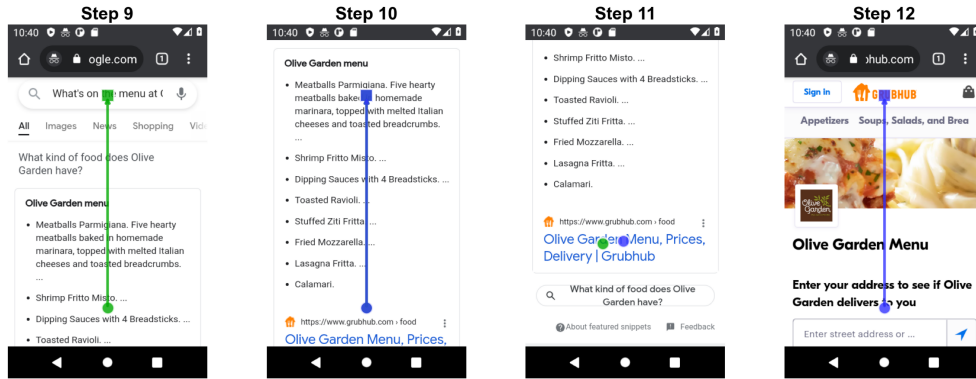 Step 9
10:40
ogle.com
1
What's on the menu at
All Images News Shopping
What kind of food does Olive
Garden have?
Olive Garden menu
• Meatballs Parmigiana. Five hearty
meatballs baked in homemade
marinara, topped with melted Italian
cheeses and toasted breadcrumbs.
...
• Shrimp Fritto Misto. ...
• Dipping Sauces with 4 Breadsticks. ...
• Toasted Ravioli. ...
Step 10
10:40
Olive Garden menu
• Meatballs Parmigiana. Five hearty
meatballs baked in homemade
marinara, topped with melted Italian
cheeses and toasted breadcrumbs.
...
• Shrimp Fritto Misto. ...
• Dipping Sauces with 4 Breadsticks. ...
• Toasted Ravioli. ...
• Stuffed Ziti Fritta. ...
• Fried Mozzarella. ...
• Lasagna Fritta. ...
• Calamari.
https://www.grubhub.com › food
Olive Garden Menu, Prices,
Step 11
10:40
• Shrimp Fritto Misto. ...
• Dipping Sauces with 4 Breadsticks. ...
• Toasted Ravioli. ...
• Stuffed Ziti Fritta. ...
• Fried Mozzarella. ...
• Lasagna Fritta. ...
• Calamari.
https://www.grubhub.com › food
Olive Garden Menu, Prices,
Delivery | Grubhub
What kind of food does Olive
Garden have?
About featured snippets Feedback
Step 12
10:40
hub.com
1
Sign In GRUBHUB
Appetizers Soups, Salads, and Brea
Olive
Garden
Olive Garden Menu
Enter your address to see if Olive
Garden delivers to you
Enter street address or ...